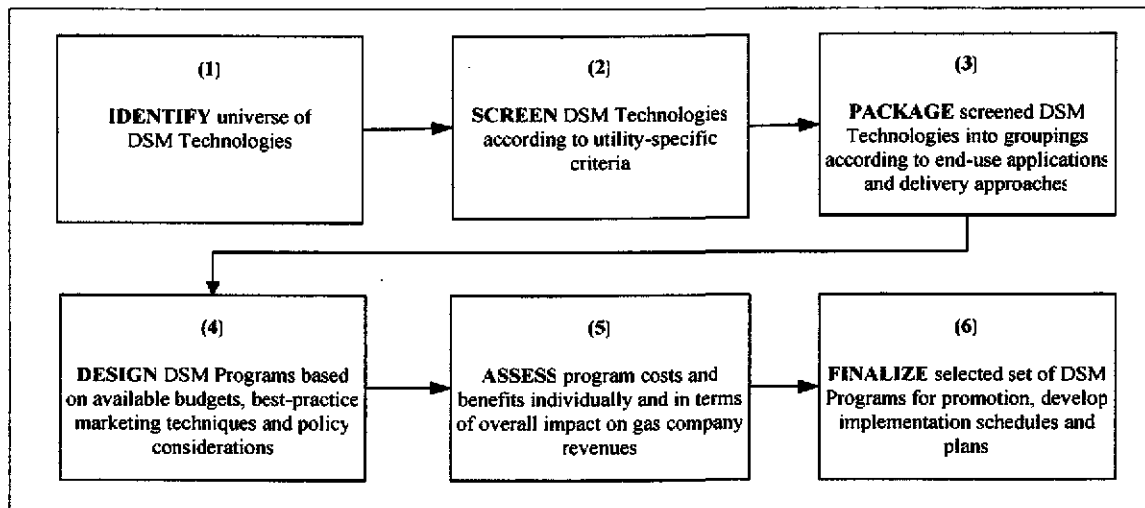 (1)
IDENTIFY universe of
DSM Technologies
(2)
SCREEN DSM Technologies
according to utility-specific
criteria
(3)
PACKAGE screened DSM
Technologies into groupings
according to end-use applications
and delivery approaches
(4)
DESIGN DSM Programs based
on available budgets, best-practice
marketing techniques and policy
considerations
(5)
ASSESS program costs and
benefits individually and in terms
of overall impact on gas company
revenues
(6)
FINALIZE selected set of DSM
Programs for promotion, develop
implementation schedules and
plans